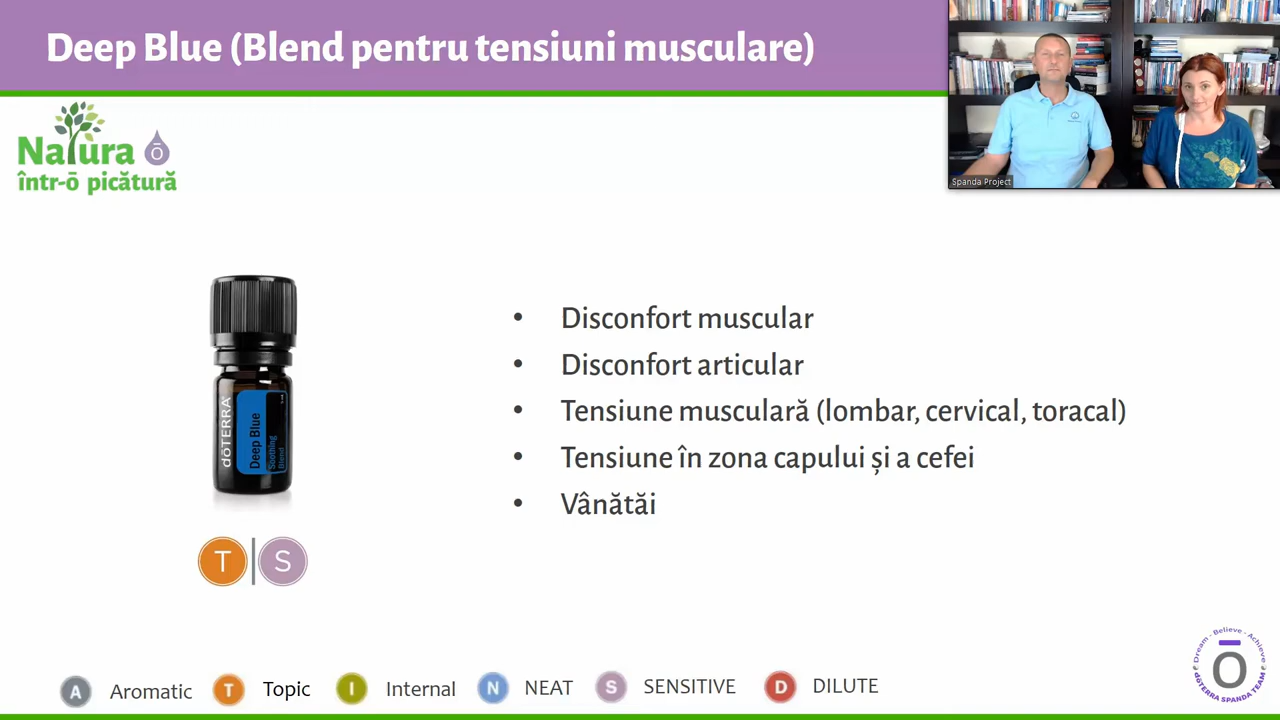 Deep Blue (Blend pentru tensiuni musculare)
Natura ō
într-ō picătură
Spanda Project
dōTERRA
Deep Blue
Soothing
Blend
• Disconfort muscular
• Disconfort articular
• Tensiune musculară (lombar, cervical, toracal)
• Tensiune în zona capului și a cefei
• Vânătăi
T | S
A Aromatic
T Topic
I Internal
N NEAT
S SENSITIVE
D DILUTE
Dream - Believe - Achieve
ō
dōTERRA SPANDA TEAM